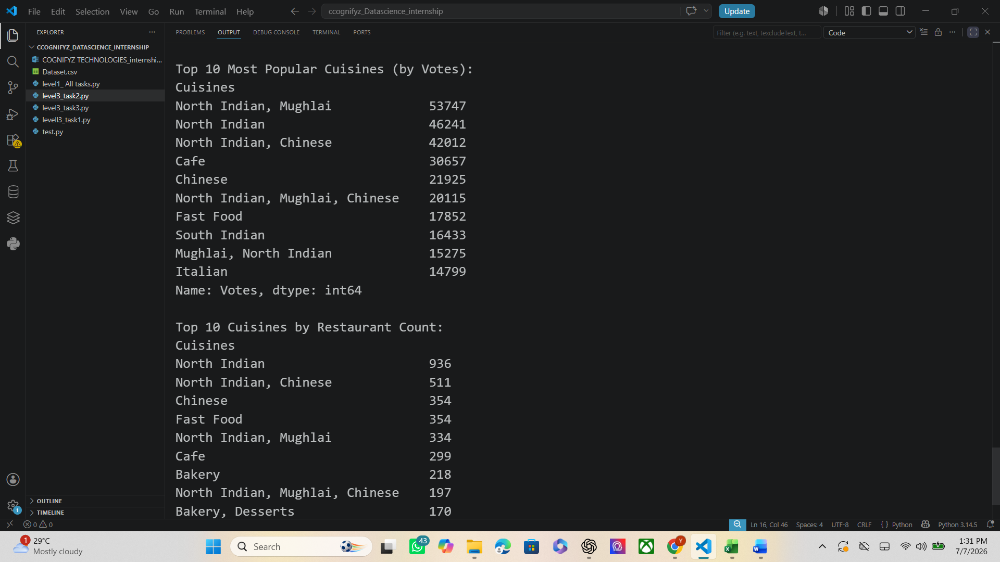 File Edit Selection View Go Run Terminal Help
ccognifyz_Datascience_internship
Update
EXPLORER
CCOGNIFYZ_DATASCIENCE_INTERNSHIP
COGNIFYZ TECHNOLOGIES_internshi...
Dataset.csv
level1_ All tasks.py
level3_task2.py
level3_task3.py
levell3_task1.py
test.py
OUTLINE
TIMELINE
PROBLEMS OUTPUT DEBUG CONSOLE TERMINAL PORTS
Filter (e.g. text, !excludeText, t...
Code
Top 10 Most Popular Cuisines (by Votes):
Cuisines
North Indian, Mughlai 53747
North Indian 46241
North Indian, Chinese 42012
Cafe 30657
Chinese 21925
North Indian, Mughlai, Chinese 20115
Fast Food 17852
South Indian 16433
Mughlai, North Indian 15275
Italian 14799
Name: Votes, dtype: int64
Top 10 Cuisines by Restaurant Count:
Cuisines
North Indian 936
North Indian, Chinese 511
Chinese 354
Fast Food 354
North Indian, Mughlai 334
Cafe 299
Bakery 218
North Indian, Mughlai, Chinese 197
Bakery, Desserts 170
1
0 0
Ln 16, Col 46 Spaces: 4 UTF-8 CRLF { } Python Python 3.14.5
1
29°C
Mostly cloudy
Search
43
Y
1:31 PM
7/7/2026